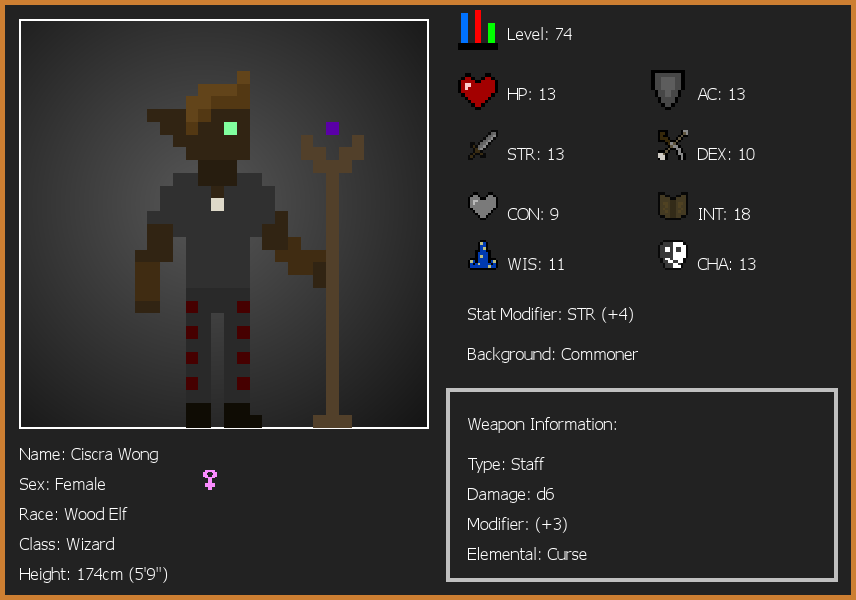 Level: 74
HP: 13
AC: 13
STR: 13
DEX: 10
CON: 9
INT: 18
WIS: 11
CHA: 13
Stat Modifier: STR (+4)
Background: Commoner
Weapon Information:
Type: Staff
Damage: d6
Modifier: (+3)
Elemental: Curse
Name: Ciscra Wong
Sex: Female
Race: Wood Elf
Class: Wizard
Height: 174cm (5'9")